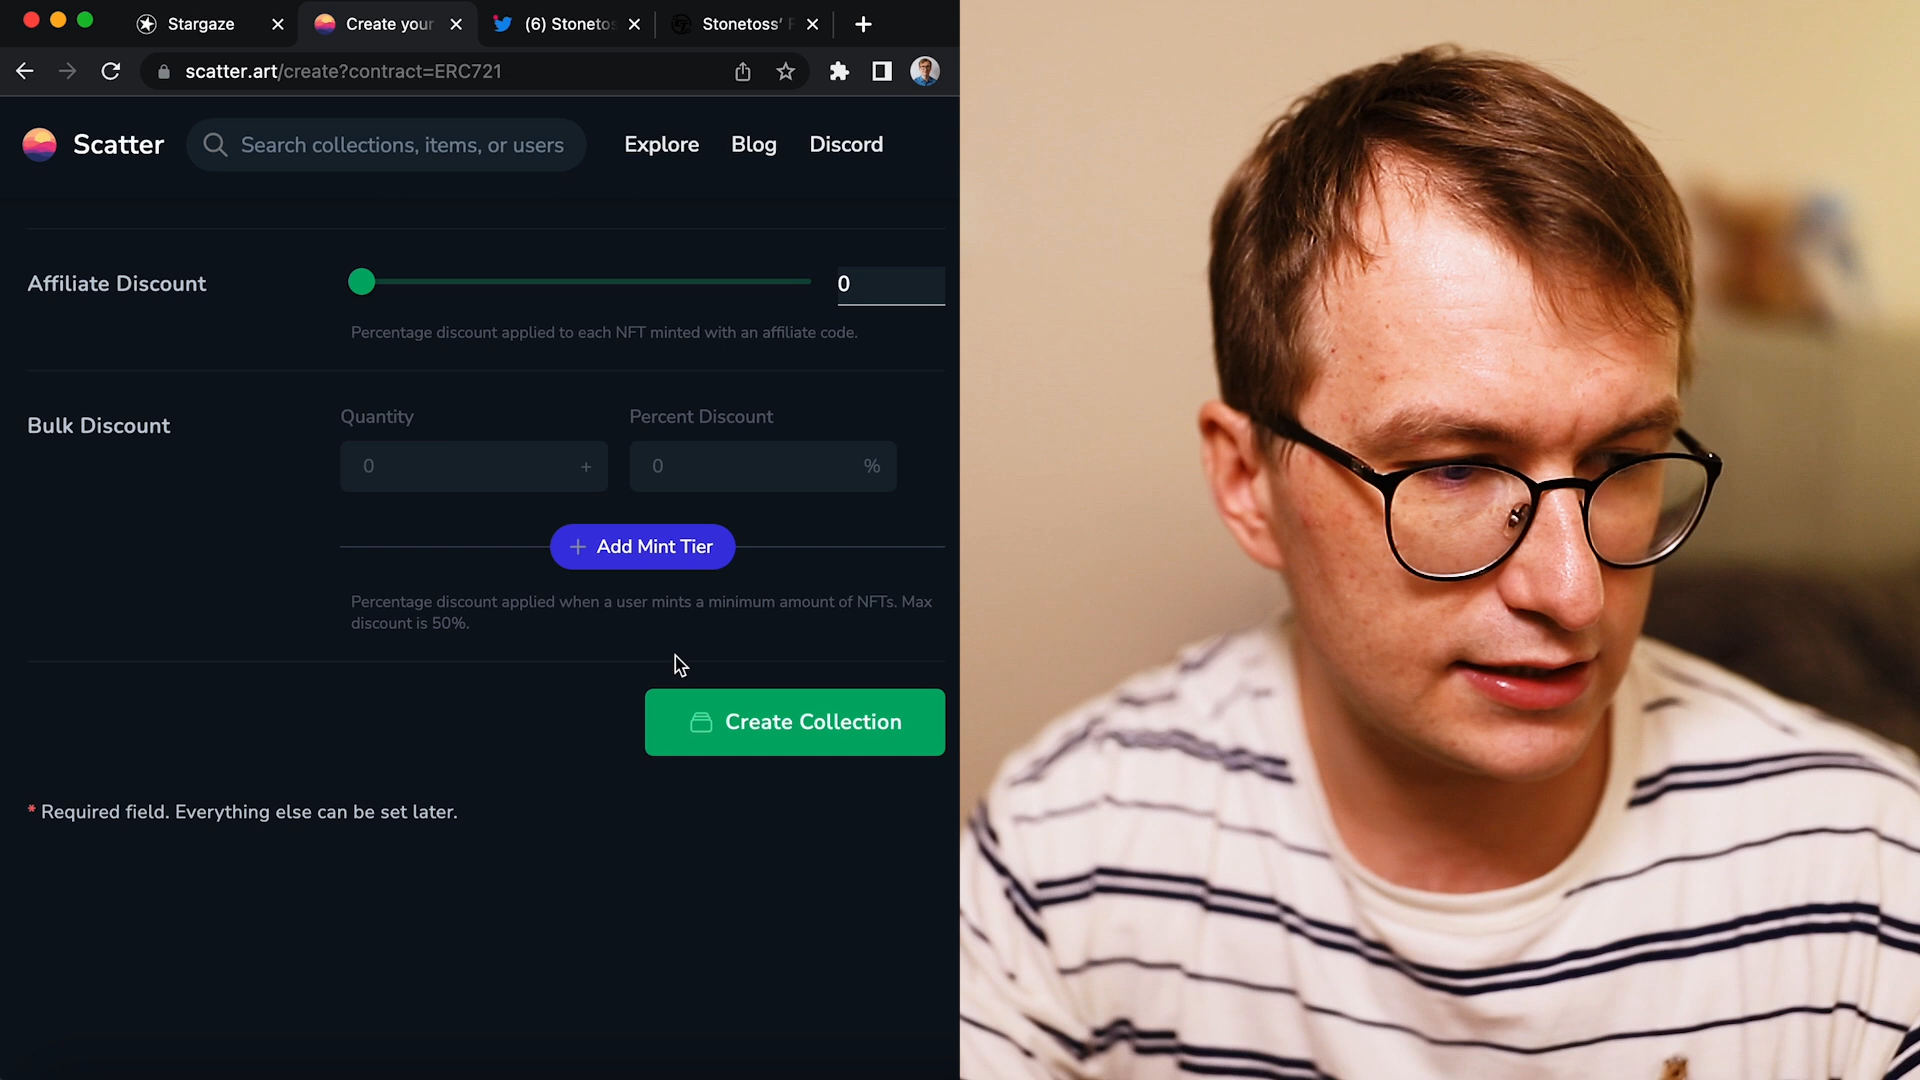 Stargaze
Create your
(6) Stoneto
Stonetoss'
scatter.art/create?contract=ERC721
Scatter
Search collections, items, or users
Explore
Blog
Discord
Affiliate Discount
0
Percentage discount applied to each NFT minted with an affiliate code.
Bulk Discount
Quantity
Percent Discount
0
+
0
%
+ Add Mint Tier
Percentage discount applied when a user mints a minimum amount of NFTs. Max
discount is 50%.
Create Collection
* Required field. Everything else can be set later.